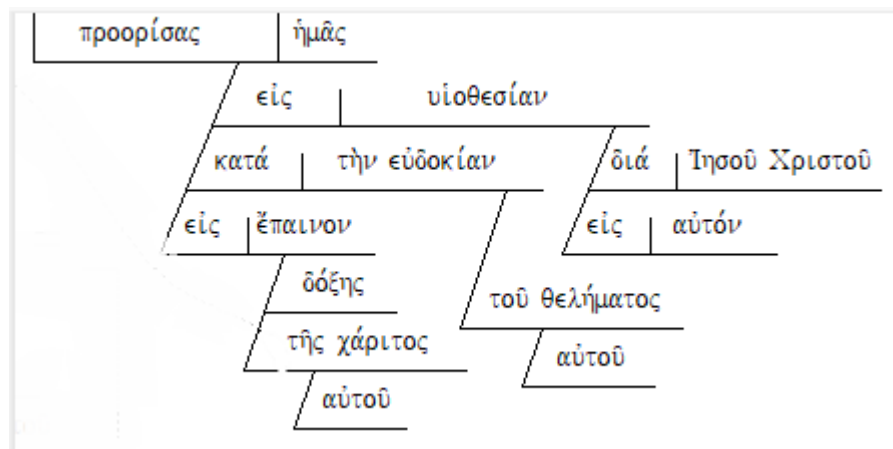 προορίσας ἡμᾶς
εἰς υἱοθεσίαν
κατά τὴν εὐδοκίαν διά Ἰησοῦ Χριστοῦ
εἰς ἔπαινον εἰς αὐτόν
δόξης τοῦ θελήματος
τῆς χάριτος αὐτοῦ
αὐτοῦ